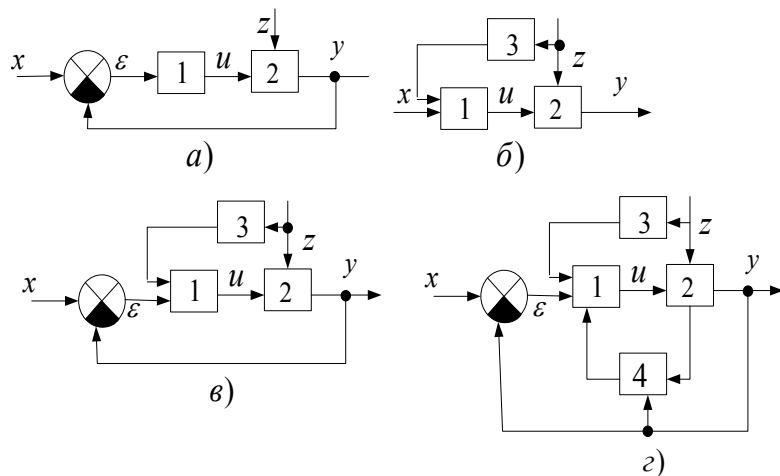 x ε 1 u 2 z y
а)
3 z
x 1 u 2 y
б)
3 z
x ε 1 u 2 y
в)
3 z
x ε 1 u 2 y
4
г)